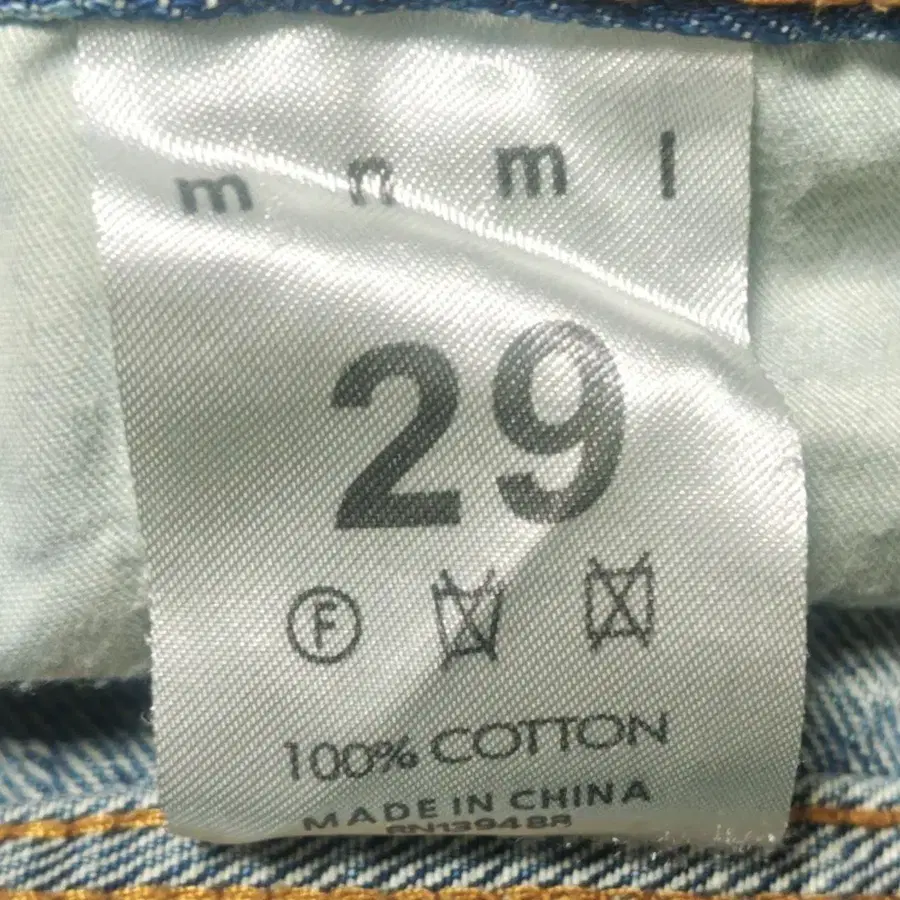 m n m l
29
F
100% COTTON
MADE IN CHINA